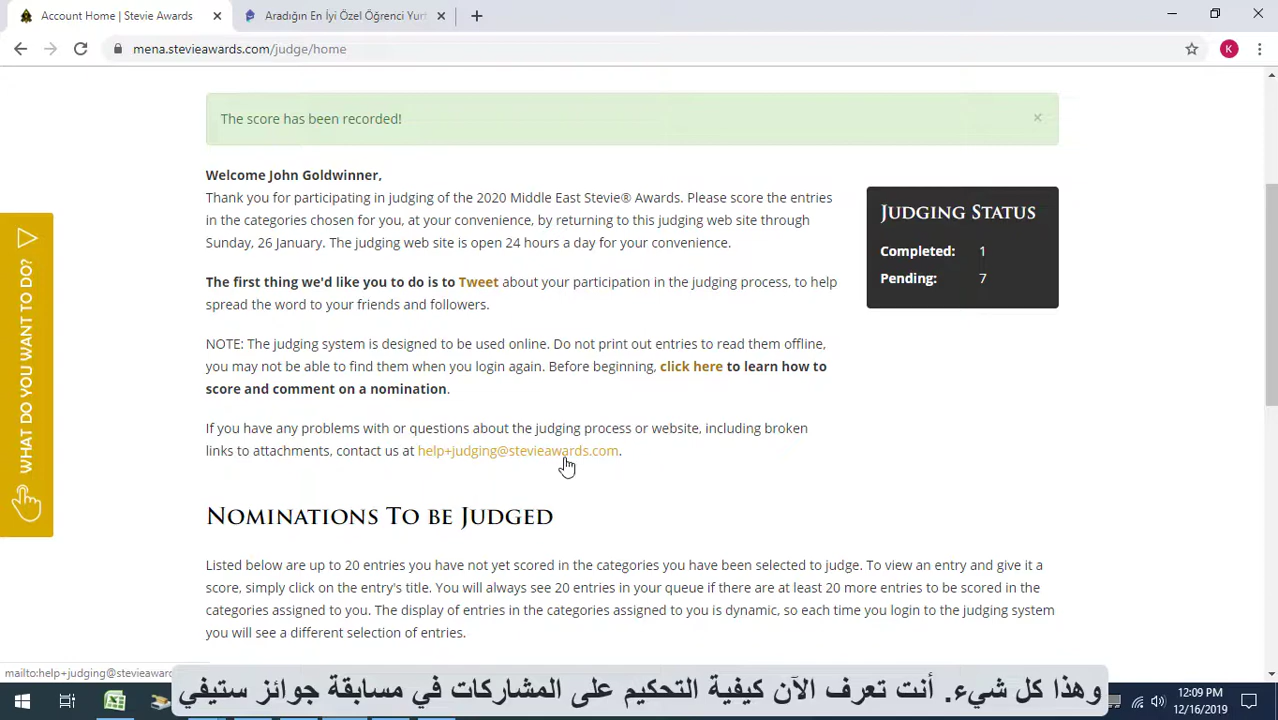 Account Home | Stevie Awards
Aradığın En İyi Özel Öğrenci Yurt
mena.stevieawards.com/judge/home
K
The score has been recorded!
Welcome John Goldwinner,
Thank you for participating in judging of the 2020 Middle East Stevie® Awards. Please score the entries
in the categories chosen for you, at your convenience, by returning to this judging web site through
Sunday, 26 January. The judging web site is open 24 hours a day for your convenience.
The first thing we'd like you to do is to Tweet about your participation in the judging process, to help
spread the word to your friends and followers.
NOTE: The judging system is designed to be used online. Do not print out entries to read them offline,
you may not be able to find them when you login again. Before beginning, click here to learn how to
score and comment on a nomination.
If you have any problems with or questions about the judging process or website, including broken
links to attachments, contact us at help+judging@stevieawards.com.
Judging Status
Completed: 1
Pending: 7
WHAT DO YOU WANT TO DO?
Nominations To be Judged
Listed below are up to 20 entries you have not yet scored in the categories you have been selected to judge. To view an entry and give it a
score, simply click on the entry's title. You will always see 20 entries in your queue if there are at least 20 more entries to be scored in the
categories assigned to you. The display of entries in the categories assigned to you is dynamic, so each time you login to the judging system
you will see a different selection of entries.
mailto:help+judging@stevieaward
وهذا كل شيء. أنت تعرف الآن كيفية التحكيم على المشاركات في مسابقة جوائز ستيفي
12:09 PM
12/16/2019